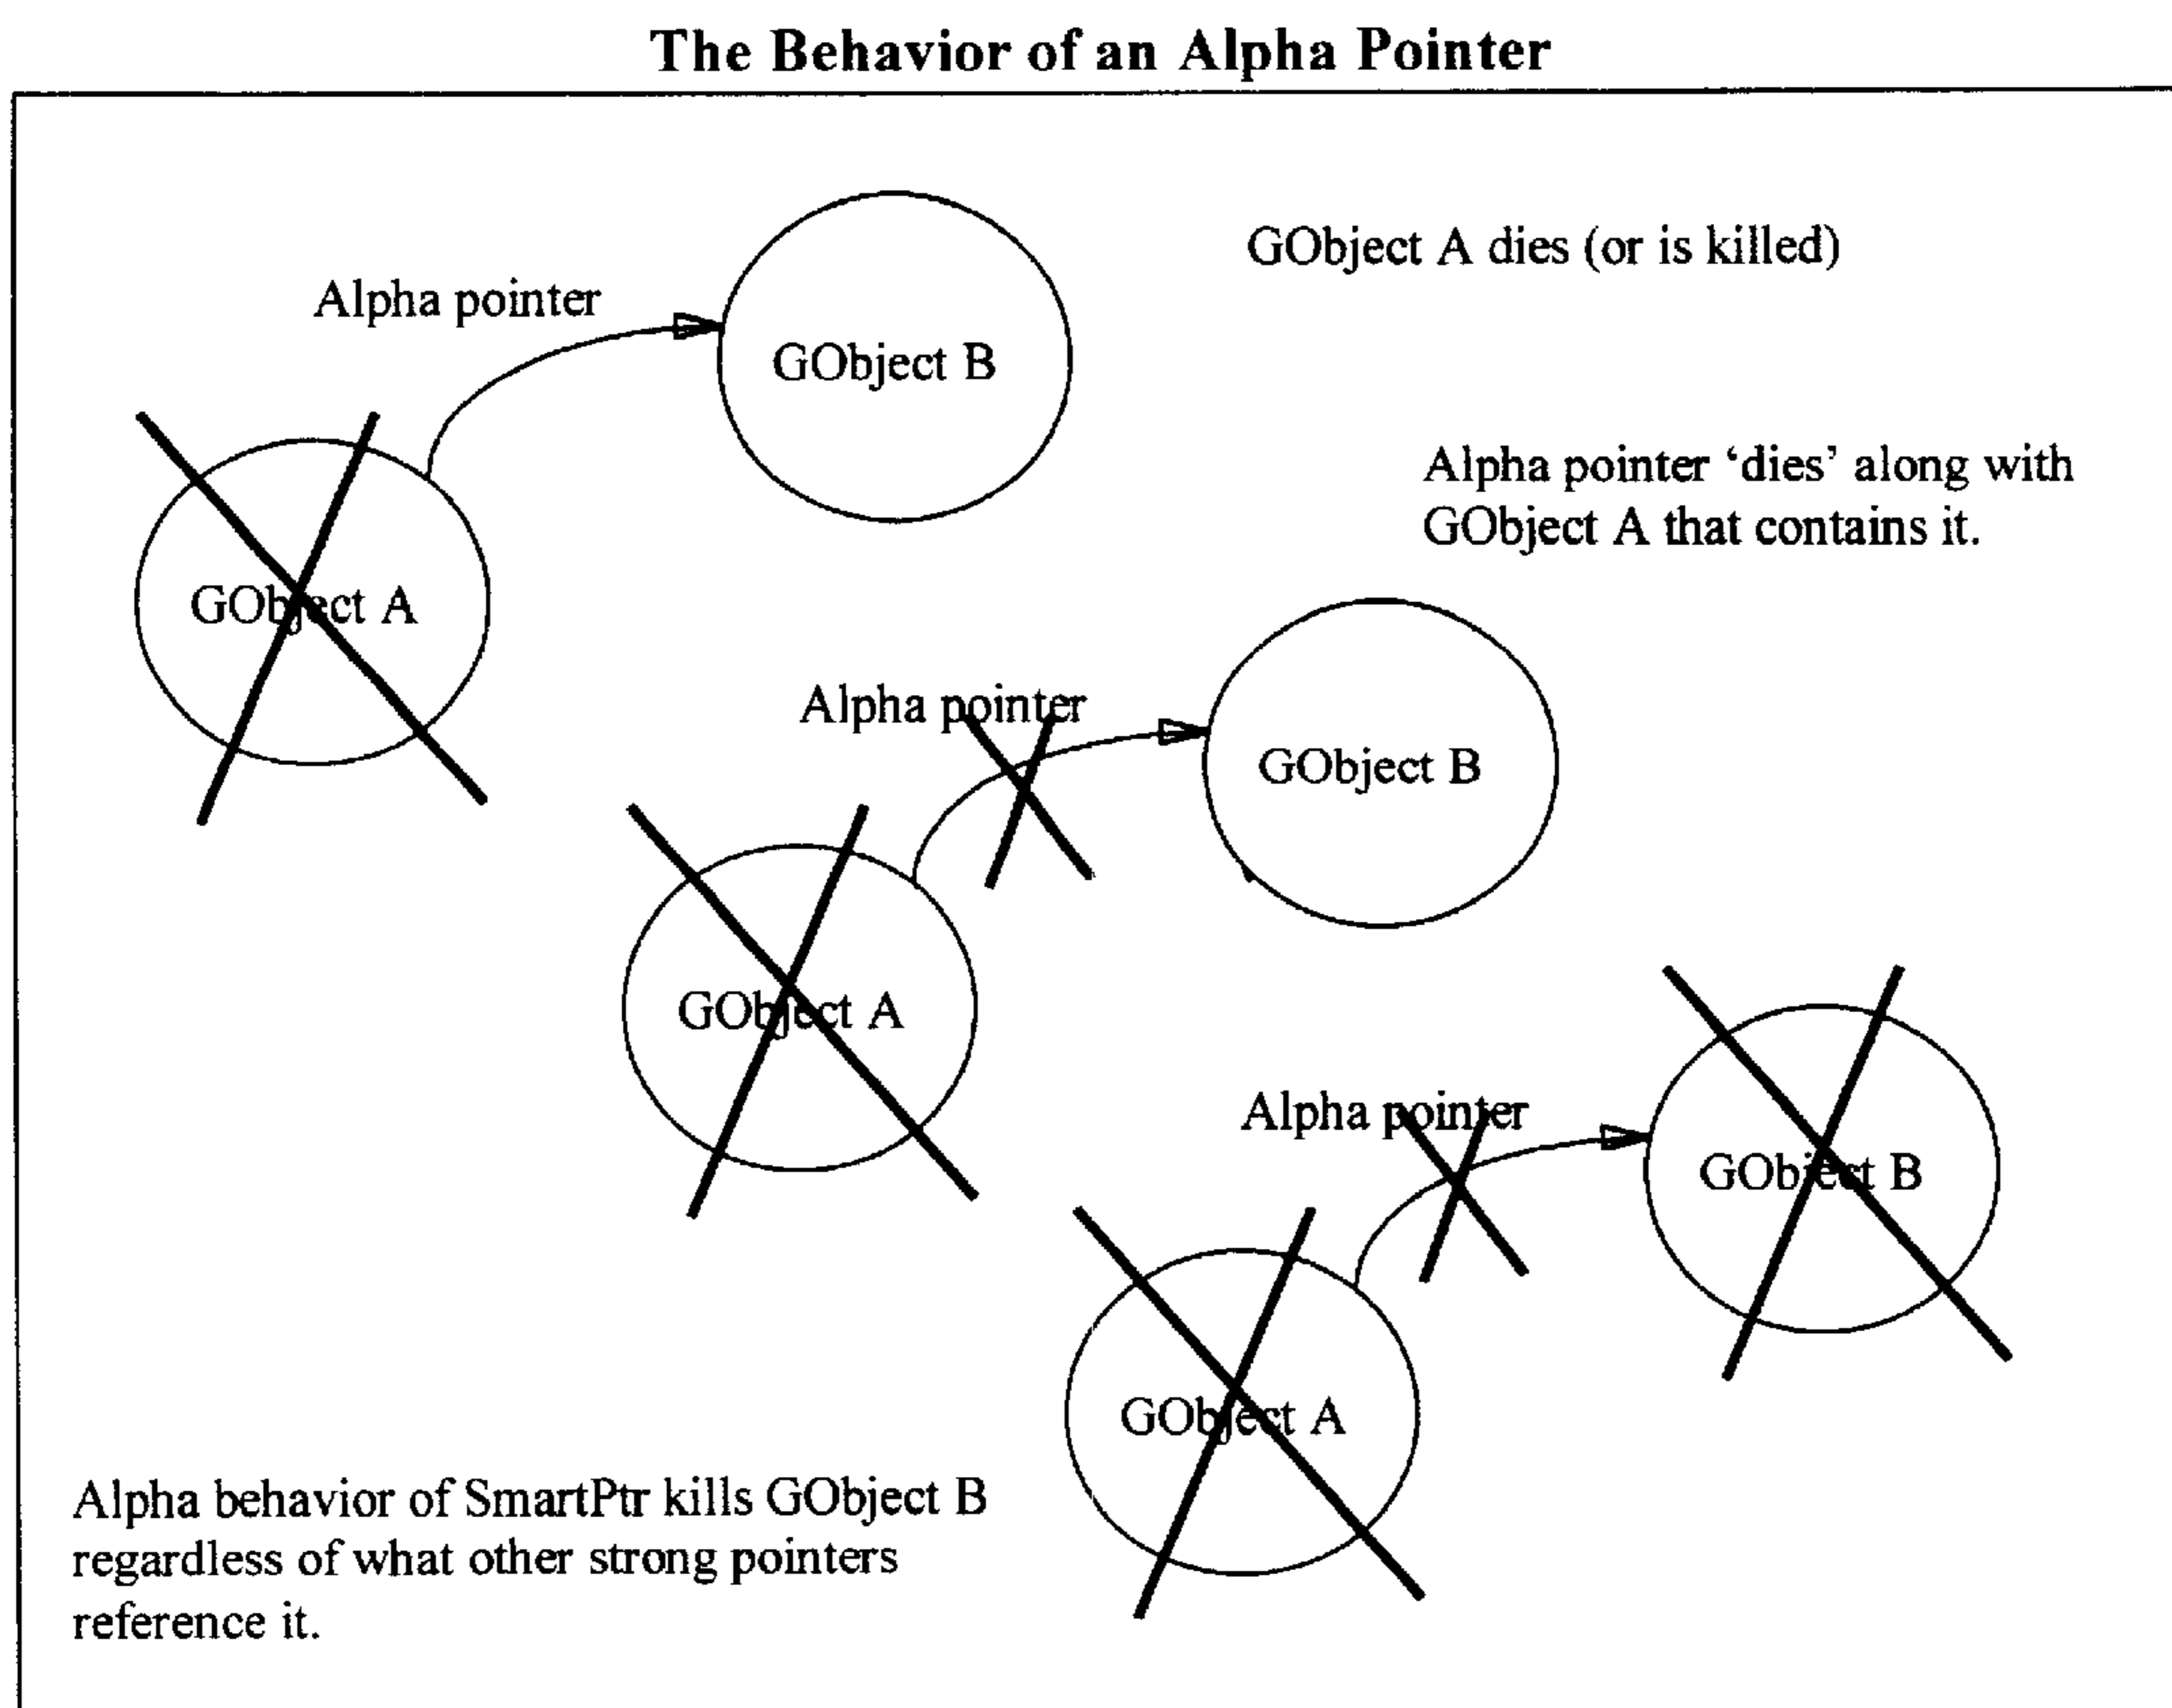 The Behavior of an Alpha Pointer
GObject A dies (or is killed)
Alpha pointer
GObject B
Alpha pointer ‘dies’ along with
GObject A that contains it.
GObject A
Alpha pointer
GObject B
GObject A
Alpha pointer
GObject B
GObject A
Alpha behavior of SmartPtr kills GObject B
regardless of what other strong pointers
reference it.